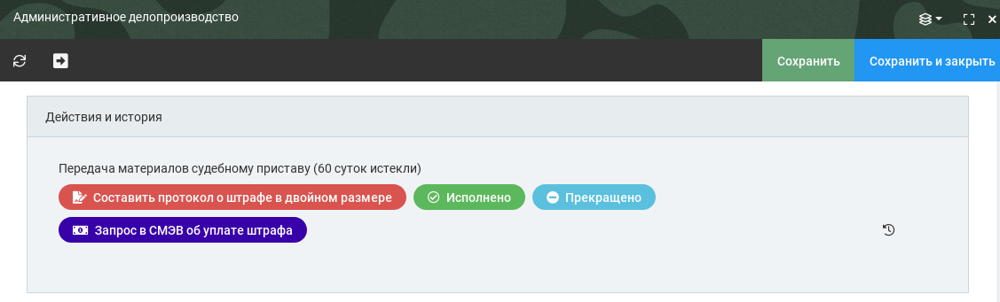 Административное делопроизводство
Сохранить
Сохранить и закрыть
Действия и история
Передача материалов судебному приставу (60 суток истекли)
Составить протокол о штрафе в двойном размере
Исполнено
Прекращено
Запрос в СМЭВ об уплате штрафа